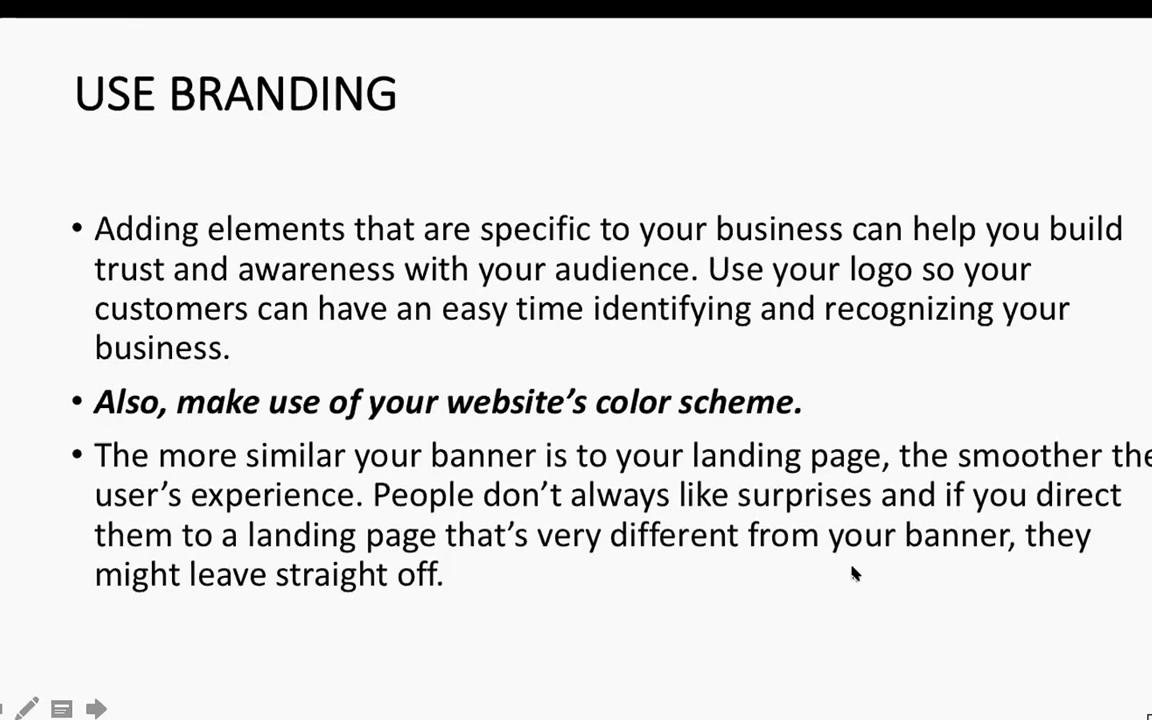 USE BRANDING
• Adding elements that are specific to your business can help you build
trust and awareness with your audience. Use your logo so your
customers can have an easy time identifying and recognizing your
business.
• Also, make use of your website’s color scheme.
• The more similar your banner is to your landing page, the smoother the
user’s experience. People don’t always like surprises and if you direct
them to a landing page that’s very different from your banner, they
might leave straight off.